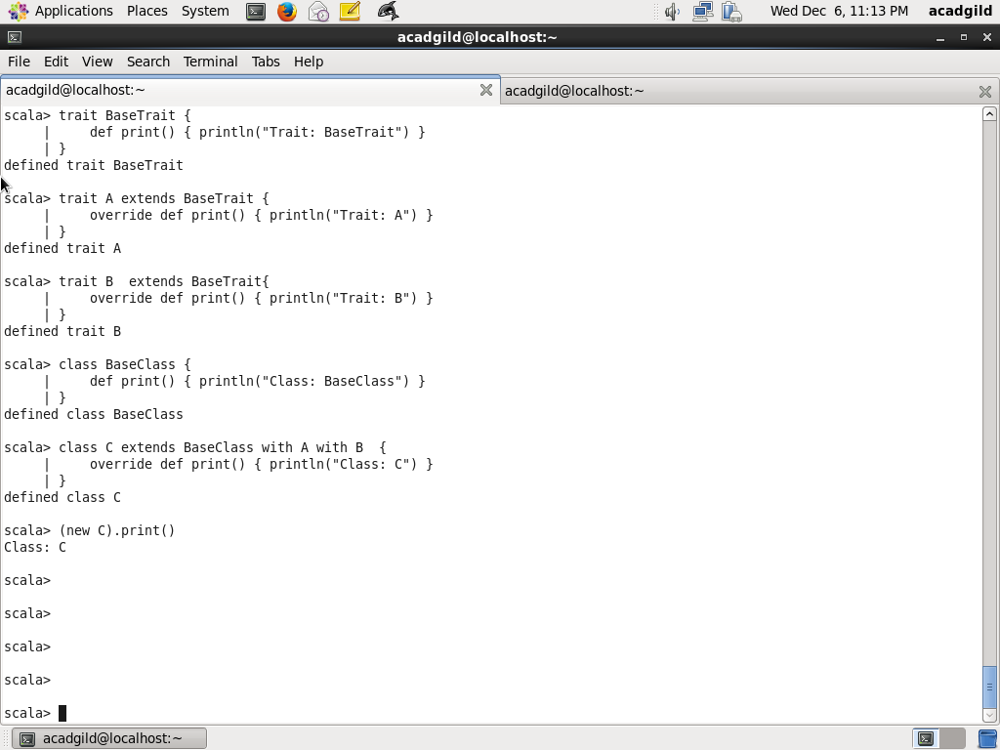 Applications Places System Wed Dec 6, 11:13 PM acadgild
acadgild@localhost:~
File Edit View Search Terminal Tabs Help
acadgild@localhost:~ acadgild@localhost:~
scala> trait BaseTrait {
     |     def print() { println("Trait: BaseTrait") }
     | }
defined trait BaseTrait
scala> trait A extends BaseTrait {
     |     override def print() { println("Trait: A") }
     | }
defined trait A
scala> trait B  extends BaseTrait{
     |     override def print() { println("Trait: B") }
     | }
defined trait B
scala> class BaseClass {
     |     def print() { println("Class: BaseClass") }
     | }
defined class BaseClass
scala> class C extends BaseClass with A with B  {
     |     override def print() { println("Class: C") }
     | }
defined class C
scala> (new C).print()
Class: C
scala>
scala>
scala>
scala>
scala>
acadgild@localhost:~